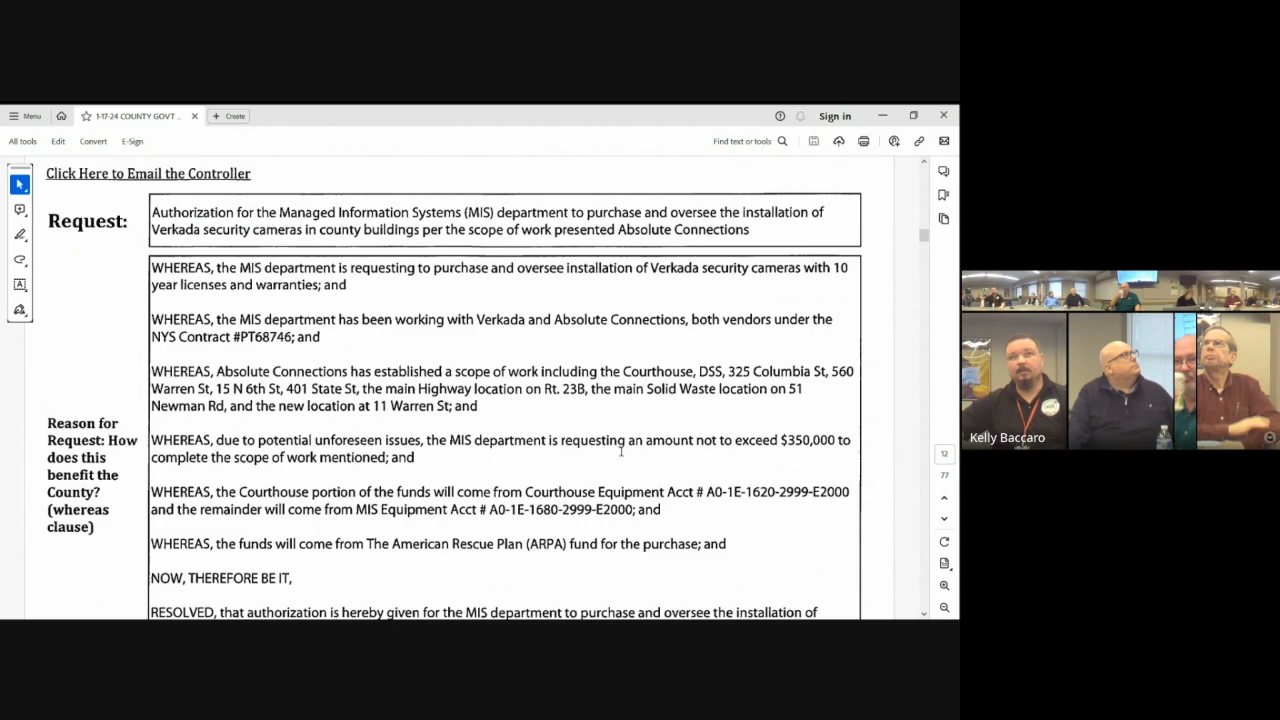 Menu
1-17-24 COUNTY GOVT ...
Create
Sign in
All tools
Edit
Convert
E-Sign
Find text or tools
Click Here to Email the Controller
Request:
Authorization for the Managed Information Systems (MIS) department to purchase and oversee the installation of
Verkada security cameras in county buildings per the scope of work presented Absolute Connections
Reason for
Request: How
does this
benefit the
County?
(whereas
clause)
WHEREAS, the MIS department is requesting to purchase and oversee installation of Verkada security cameras with 10
year licenses and warranties; and
WHEREAS, the MIS department has been working with Verkada and Absolute Connections, both vendors under the
NYS Contract #PT68746; and
WHEREAS, Absolute Connections has established a scope of work including the Courthouse, DSS, 325 Columbia St, 560
Warren St, 15 N 6th St, 401 State St, the main Highway location on Rt. 23B, the main Solid Waste location on 51
Newman Rd, and the new location at 11 Warren St; and
WHEREAS, due to potential unforeseen issues, the MIS department is requesting an amount not to exceed $350,000 to
complete the scope of work mentioned; and
WHEREAS, the Courthouse portion of the funds will come from Courthouse Equipment Acct # A0-1E-1620-2999-E2000
and the remainder will come from MIS Equipment Acct # A0-1E-1680-2999-E2000; and
WHEREAS, the funds will come from The American Rescue Plan (ARPA) fund for the purchase; and
NOW, THEREFORE BE IT,
RESOLVED, that authorization is hereby given for the MIS department to purchase and oversee the installation of
12
77
Kelly Baccaro